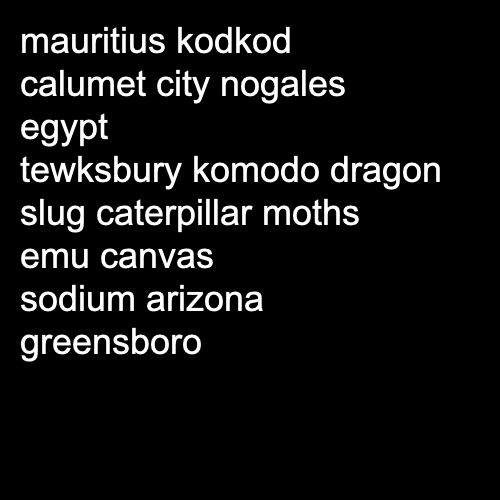 mauritius kodkod
calumet city nogales
egypt
tewksbury komodo dragon
slug caterpillar moths
emu canvas
sodium arizona
greensboro